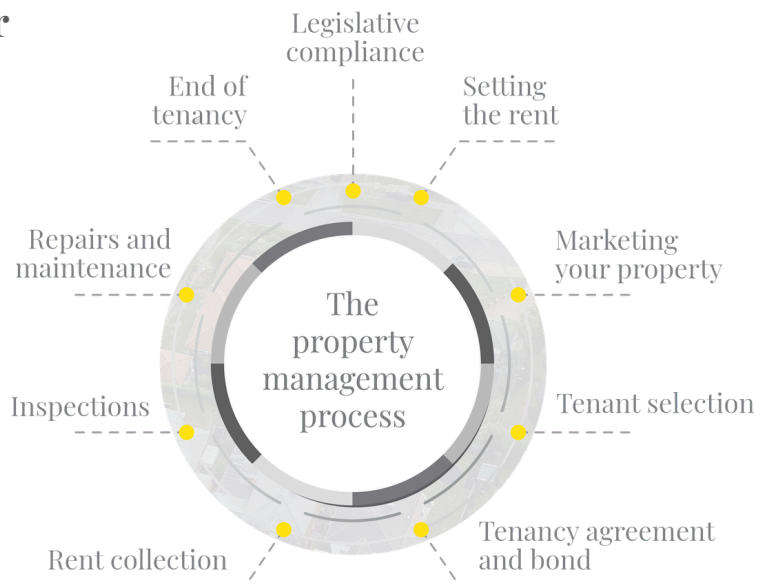 r
Legislative
compliance
End of
tenancy
Setting
the rent
Repairs and
maintenance
Marketing
your property
The
property
management
process
Inspections
Tenant selection
Rent collection
Tenancy agreement
and bond